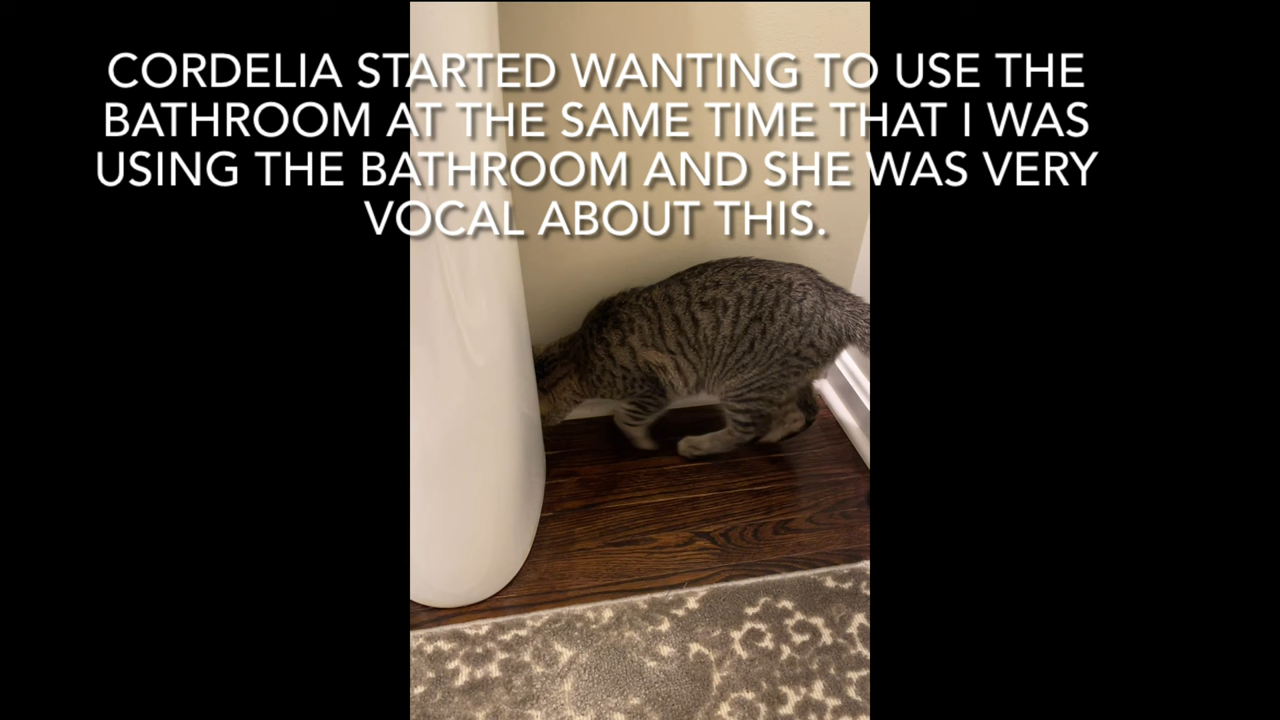 CORDELIA STARTED WANTING TO USE THE
BATHROOM AT THE SAME TIME THAT I WAS
USING THE BATHROOM AND SHE WAS VERY
VOCAL ABOUT THIS.